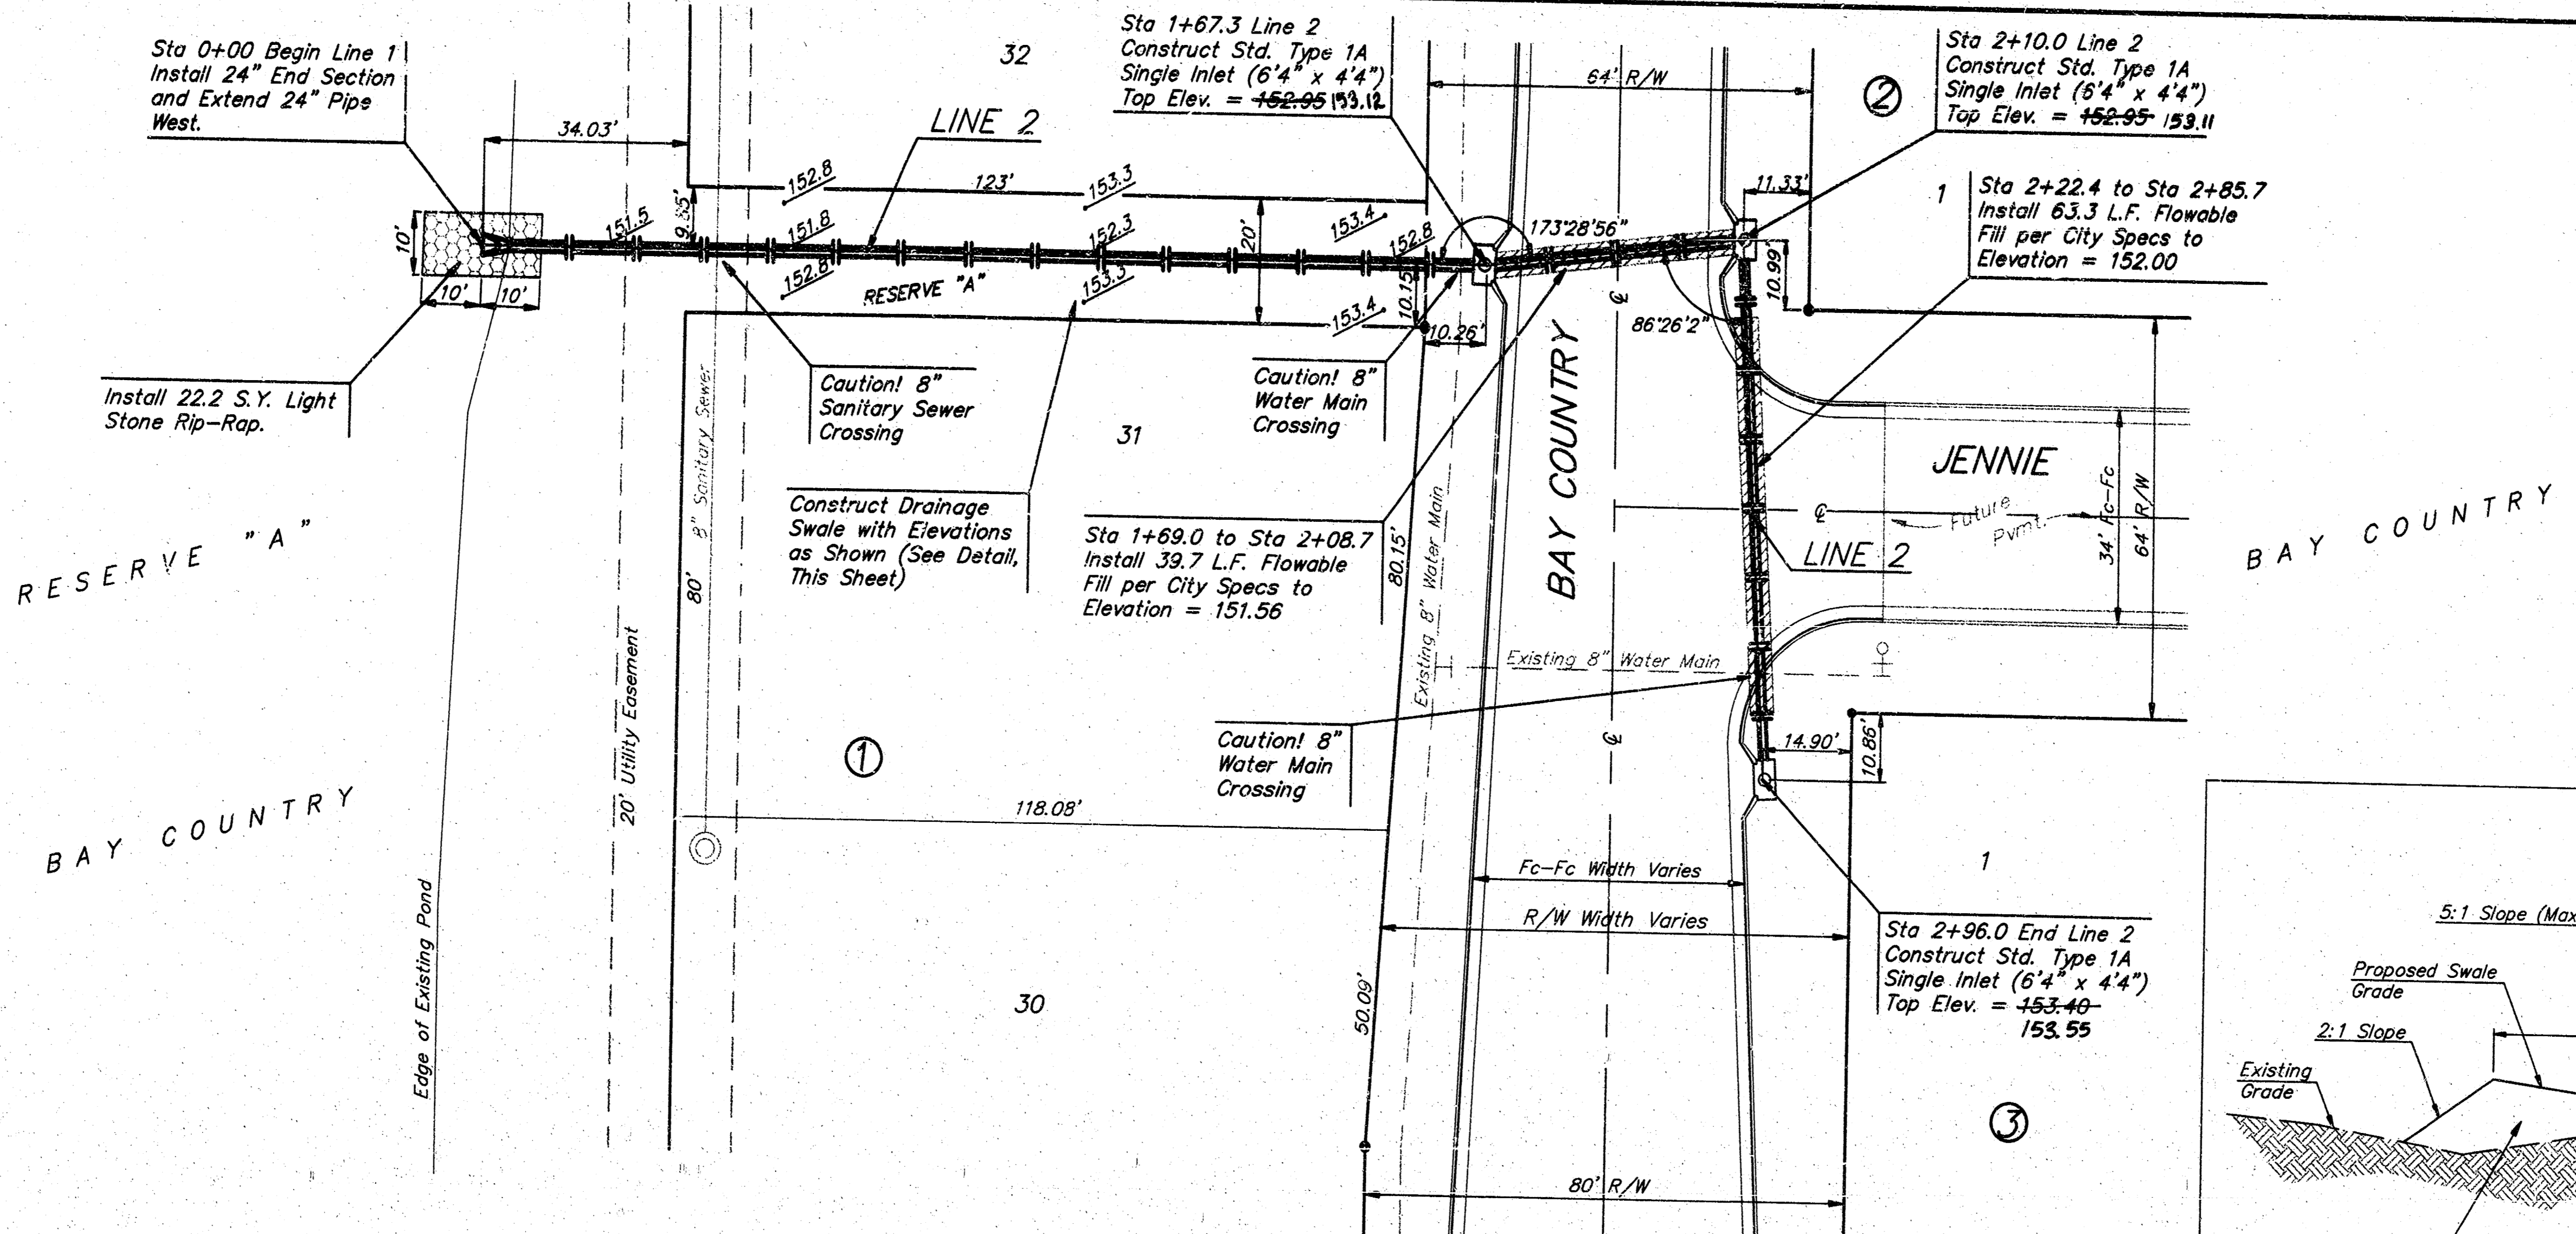 Sta 0+00 Begin Line 1
Install 24" End Section
and Extend 24" Pipe
West.
34.03'
32
LINE 2
Sta 1+67.3 Line 2
Construct Std. Type 1A
Single Inlet (6'4" x 4'4")
Top Elev. = 152.95 153.12
64' R/W
2
Sta 2+10.0 Line 2
Construct Std. Type 1A
Single Inlet (6'4" x 4'4")
Top Elev. = 152.95 153.11
11.33'
1
Sta 2+22.4 to Sta 2+85.7
Install 63.3 L.F. Flowable
Fill per City Specs to
Elevation = 152.00
152.8
123'
153.3
9.85'
20'
10'
151.5
151.8
152.3
153.4
152.8
173°28'56"
10.99'
152.8
RESERVE "A"
153.3
153.4
10.15'
10.26'
86°26'2"
10'
10'
Install 22.2 S.Y. Light
Stone Rip-Rap.
Caution! 8"
Sanitary Sewer
Crossing
31
Caution! 8"
Water Main
Crossing
BAY COUNTRY
JENNIE
34' Fc-Fc
64' R/W
Future
Pvmt.
LINE 2
BAY COUNTRY
RESERVE "A"
8" Sanitary Sewer
80'
Construct Drainage
Swale with Elevations
as Shown (See Detail,
This Sheet)
Sta 1+69.0 to Sta 2+08.7
Install 39.7 L.F. Flowable
Fill per City Specs to
Elevation = 151.56
80.15'
Existing 8" Water Main
Existing 8" Water Main
20' Utility Easement
1
Caution! 8"
Water Main
Crossing
14.90'
10.86'
BAY COUNTRY
118.08'
Fc-Fc Width Varies
R/W Width Varies
1
Edge of Existing Pond
30
50.09'
Sta 2+96.0 End Line 2
Construct Std. Type 1A
Single Inlet (6'4" x 4'4")
Top Elev. = 153.40
153.55
80' R/W
3
5:1 Slope (Max
Proposed Swale
Grade
2:1 Slope
Existing
Grade